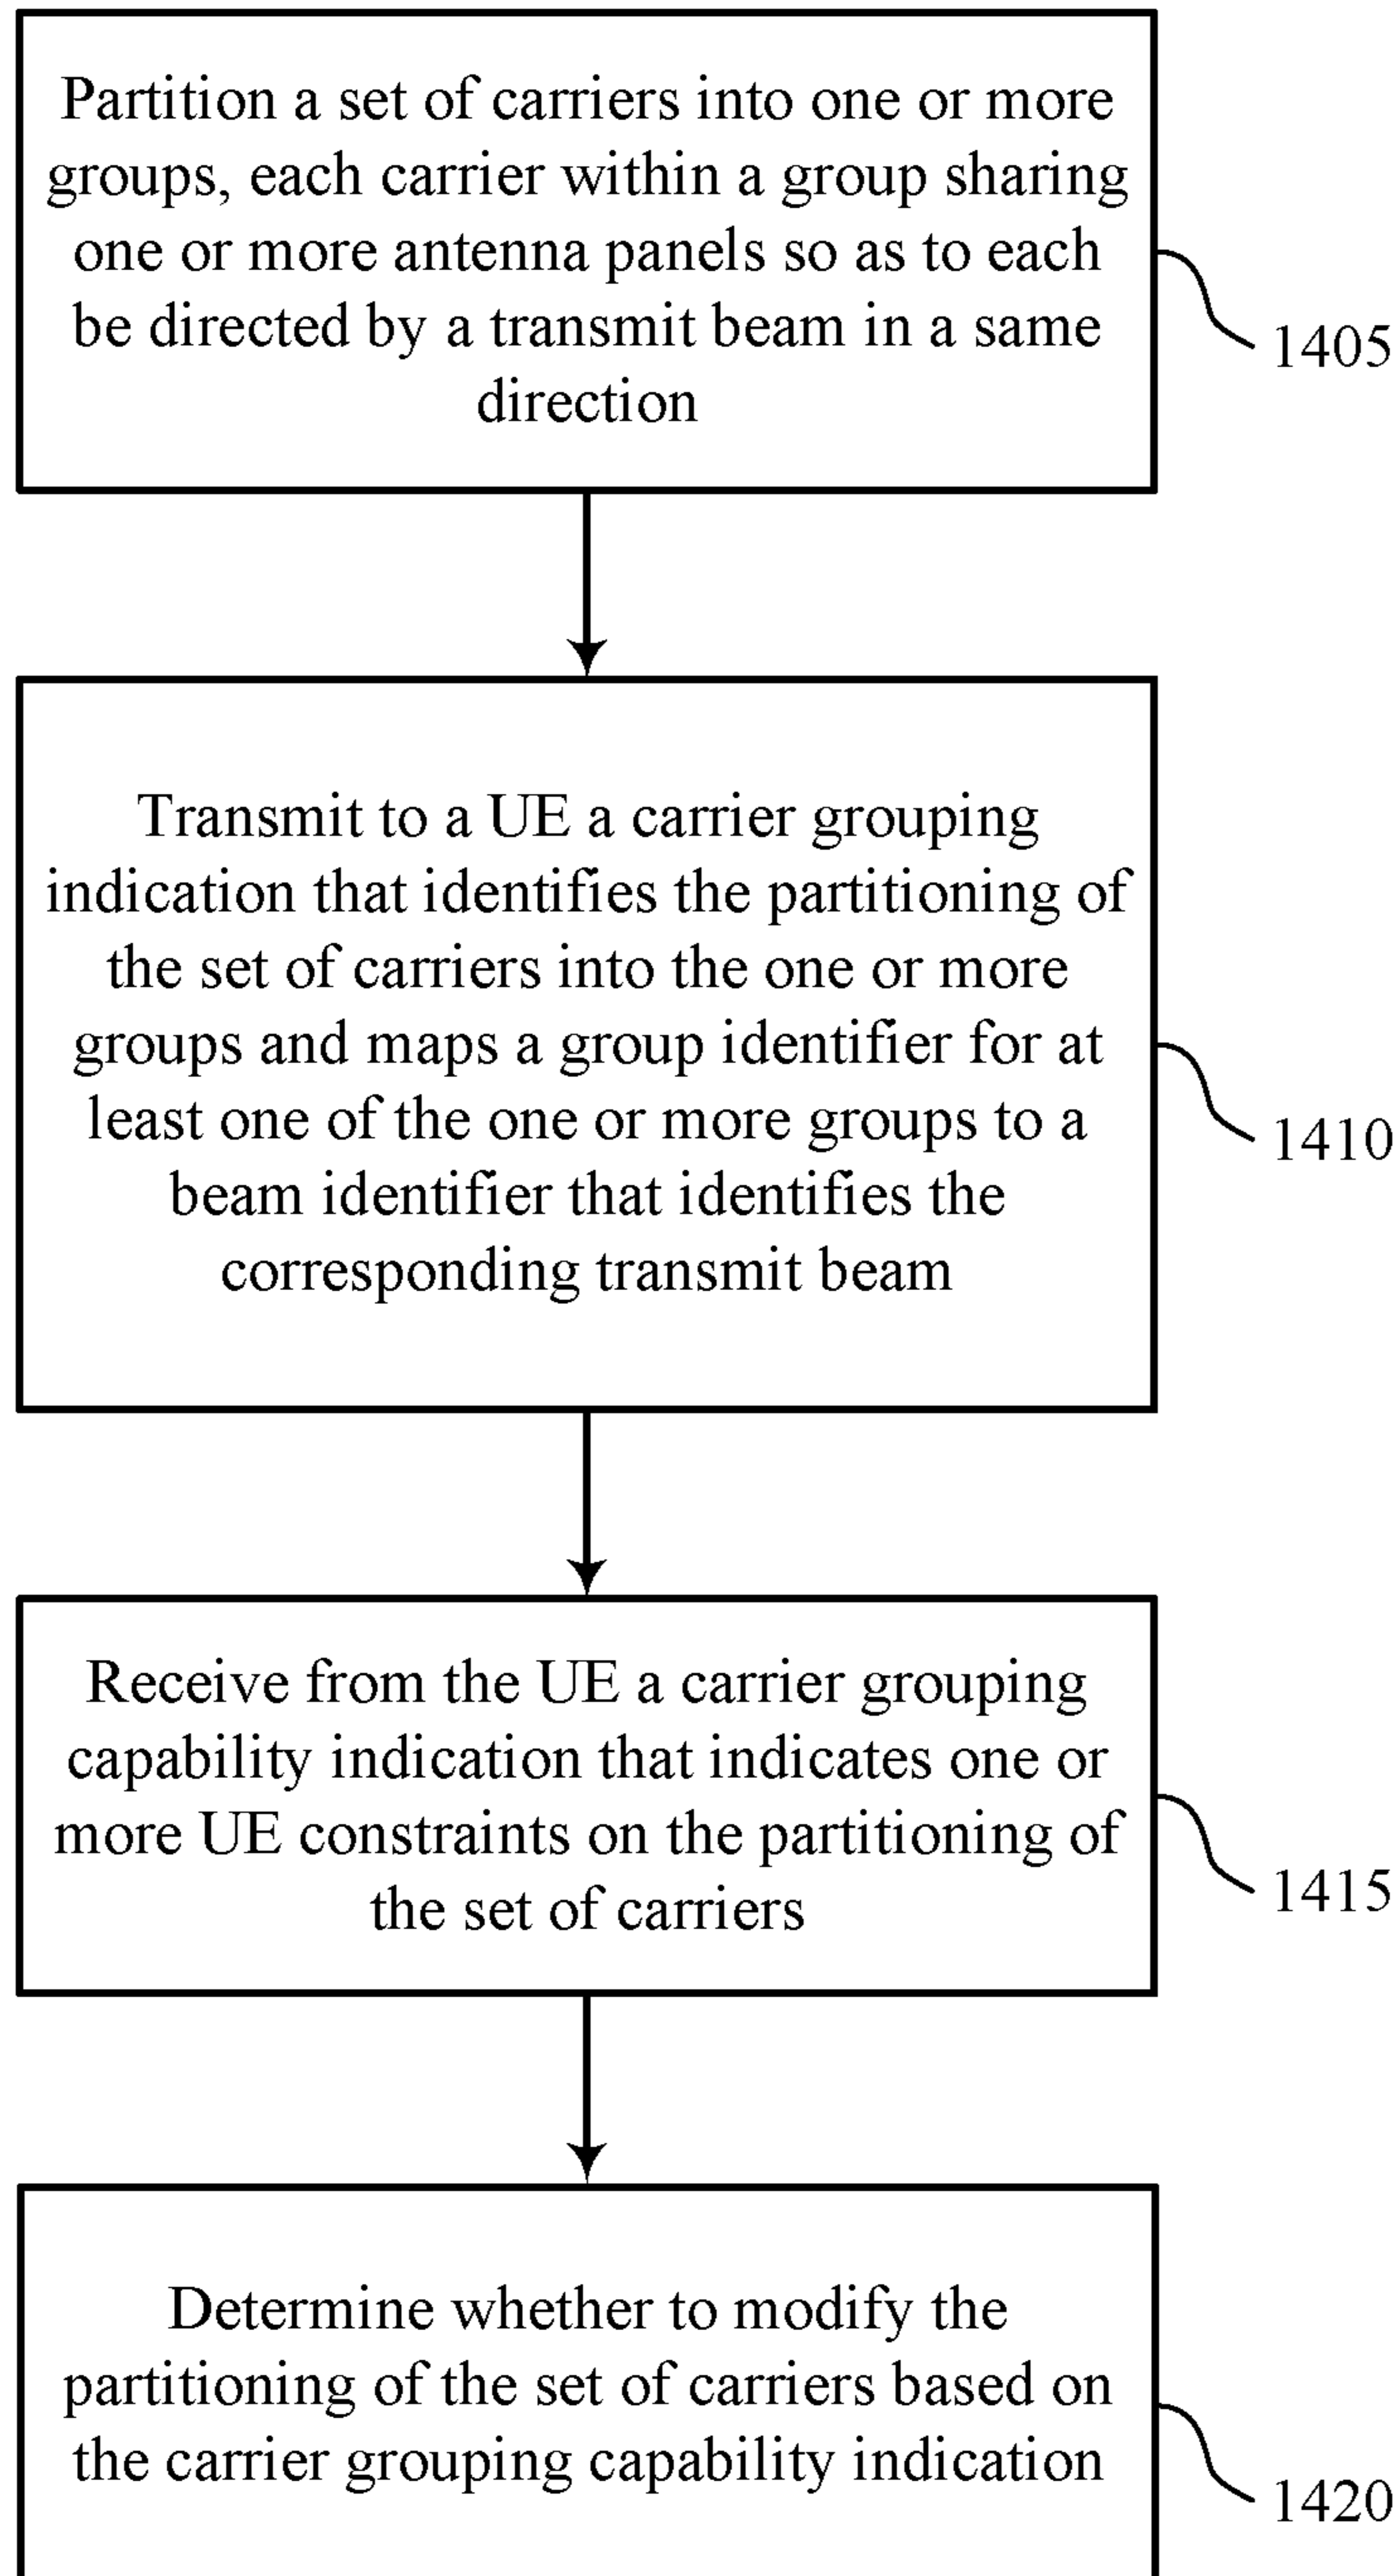 Partition a set of carriers into one or more
groups, each carrier within a group sharing
one or more antenna panels so as to each
be directed by a transmit beam in a same
direction
1405
Transmit to a UE a carrier grouping
indication that identifies the partitioning of
the set of carriers into the one or more
groups and maps a group identifier for at
least one of the one or more groups to a
beam identifier that identifies the
corresponding transmit beam
1410
Receive from the UE a carrier grouping
capability indication that indicates one or
more UE constraints on the partitioning of
the set of carriers
1415
Determine whether to modify the
partitioning of the set of carriers based on
the carrier grouping capability indication
1420